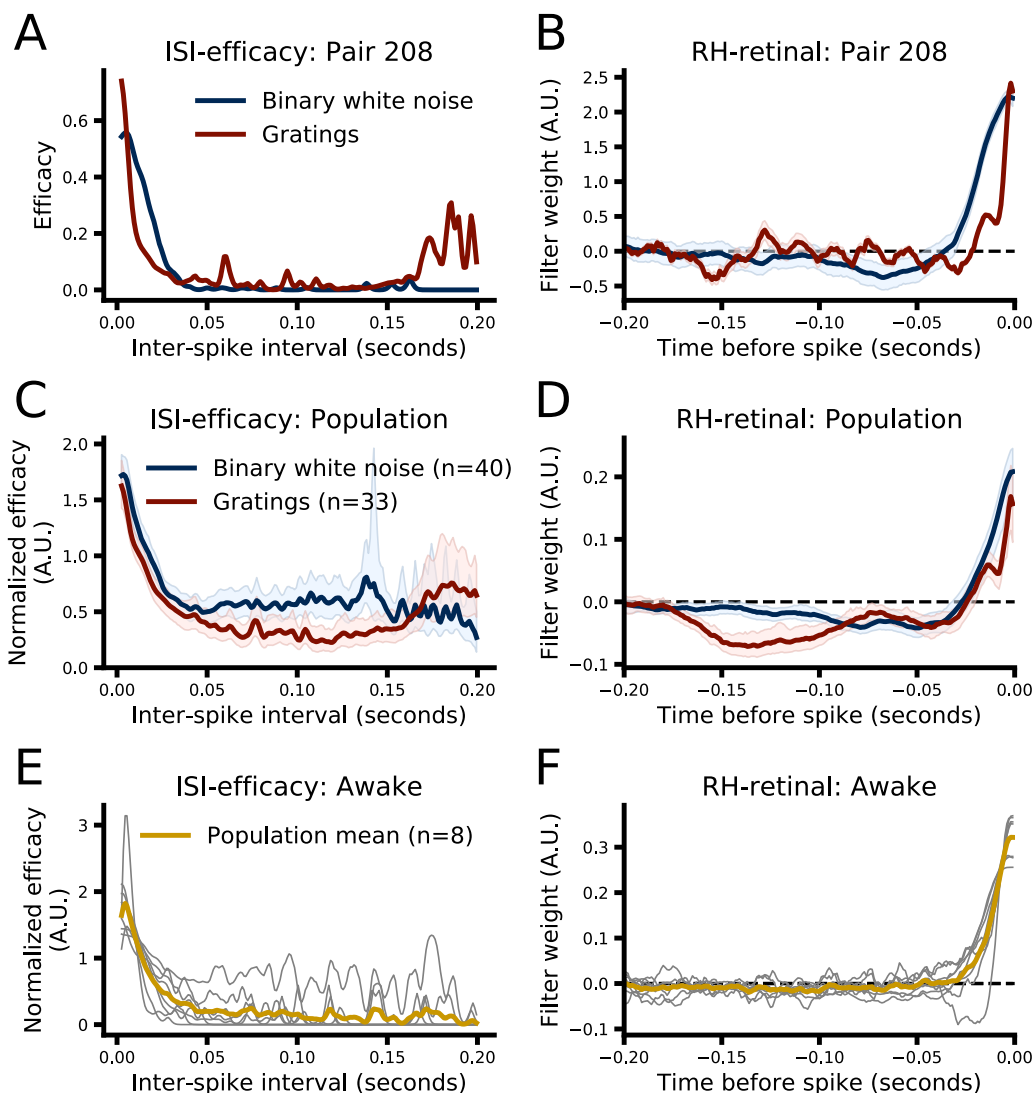 A
ISI-efficacy: Pair 208
Binary white noise
Gratings
Efficacy
0.6
0.4
0.2
0.0
0.00 0.05 0.10 0.15 0.20
Inter-spike interval (seconds)
B
RH-retinal: Pair 208
Filter weight (A.U.)
2.5
2.0
1.5
1.0
0.5
0.0
−0.5
−0.20 −0.15 −0.10 −0.05 0.00
Time before spike (seconds)
C
ISI-efficacy: Population
Binary white noise (n=40)
Gratings (n=33)
Normalized efficacy
(A.U.)
2.0
1.5
1.0
0.5
0.0
0.00 0.05 0.10 0.15 0.20
Inter-spike interval (seconds)
D
RH-retinal: Population
Filter weight (A.U.)
0.2
0.1
0.0
−0.1
−0.20 −0.15 −0.10 −0.05 0.00
Time before spike (seconds)
E
ISI-efficacy: Awake
Population mean (n=8)
Normalized efficacy
(A.U.)
3
2
1
0
0.00 0.05 0.10 0.15 0.20
Inter-spike interval (seconds)
F
RH-retinal: Awake
Filter weight (A.U.)
0.3
0.2
0.1
0.0
−0.1
−0.20 −0.15 −0.10 −0.05 0.00
Time before spike (seconds)